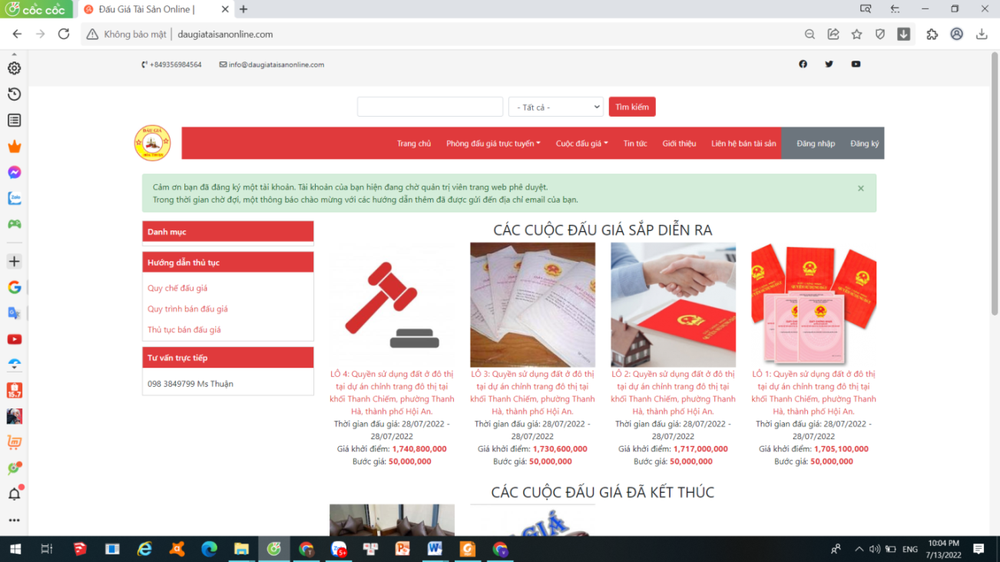 cốc cốc
Đấu Giá Tài Sản Online |
Không bảo mật
daugiataisanonline.com
+849356984564
info@daugiataisanonline.com
- Tất cả -
Tìm kiếm
ĐẤU GIÁ
Trang chủ
Phòng đấu giá trực tuyến
Cuộc đấu giá
Tin tức
Giới thiệu
Liên hệ bán tài sản
Đăng nhập
Đăng ký
Cảm ơn bạn đã đăng ký một tài khoản. Tài khoản của bạn hiện đang chờ quản trị viên trang web phê duyệt.
Trong thời gian chờ đợi, một thông báo chào mừng với các hướng dẫn thêm đã được gửi đến địa chỉ email của bạn.
Danh mục
Hướng dẫn thủ tục
Quy chế đấu giá
Quy trình bán đấu giá
Thủ tục bán đấu giá
Tư vấn trực tiếp
098 3849799 Ms Thuận
CÁC CUỘC ĐẤU GIÁ SẮP DIỄN RA
LÔ 4: Quyền sử dụng đất ở đô thị
tại dự án chỉnh trang đô thị tại
khối Thanh Chiếm, phường Thanh
Hà, thành phố Hội An.
Thời gian đấu giá: 28/07/2022 -
28/07/2022
Giá khởi điểm: 1,740,800,000
Bước giá: 50,000,000
LÔ 3: Quyền sử dụng đất ở đô thị
tại dự án chỉnh trang đô thị tại
khối Thanh Chiếm, phường Thanh
Hà, thành phố Hội An.
Thời gian đấu giá: 28/07/2022 -
28/07/2022
Giá khởi điểm: 1,730,600,000
Bước giá: 50,000,000
LÔ 2: Quyền sử dụng đất ở đô thị
tại dự án chỉnh trang đô thị tại
khối Thanh Chiếm, phường Thanh
Hà, thành phố Hội An.
Thời gian đấu giá: 28/07/2022 -
28/07/2022
Giá khởi điểm: 1,717,000,000
Bước giá: 50,000,000
LÔ 1: Quyền sử dụng đất ở đô thị
tại dự án chỉnh trang đô thị tại
khối Thanh Chiếm, phường Thanh
Hà, thành phố Hội An.
Thời gian đấu giá: 28/07/2022 -
28/07/2022
Giá khởi điểm: 1,705,100,000
Bước giá: 50,000,000
CÁC CUỘC ĐẤU GIÁ ĐÃ KẾT THÚC
GIÁ
Zalo
15.7
5+
ENG
10:04 PM
7/13/2022